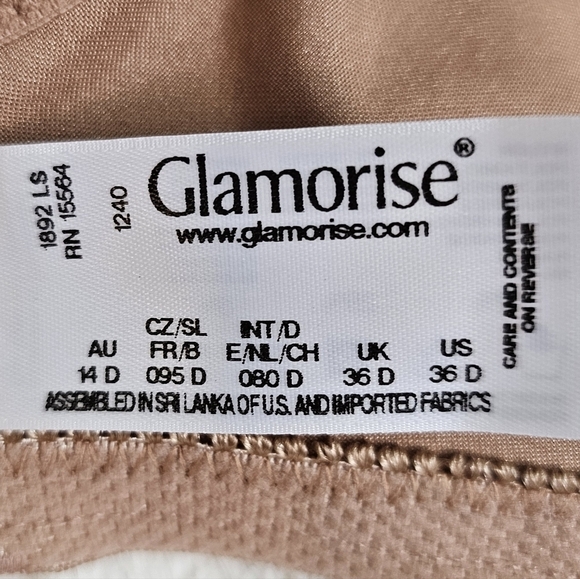 1892 LS
RN 15564
1240
Glamorise®
www.glamorise.com
CZ/SL INT/D
AU FR/B E/NL/CH UK US
14 D 095 D 080 D 36 D 36 D
ASSEMBLED IN SRI LANKA OF U.S. AND IMPORTED FABRICS
CARE AND CONTENTS
ON REVERSE